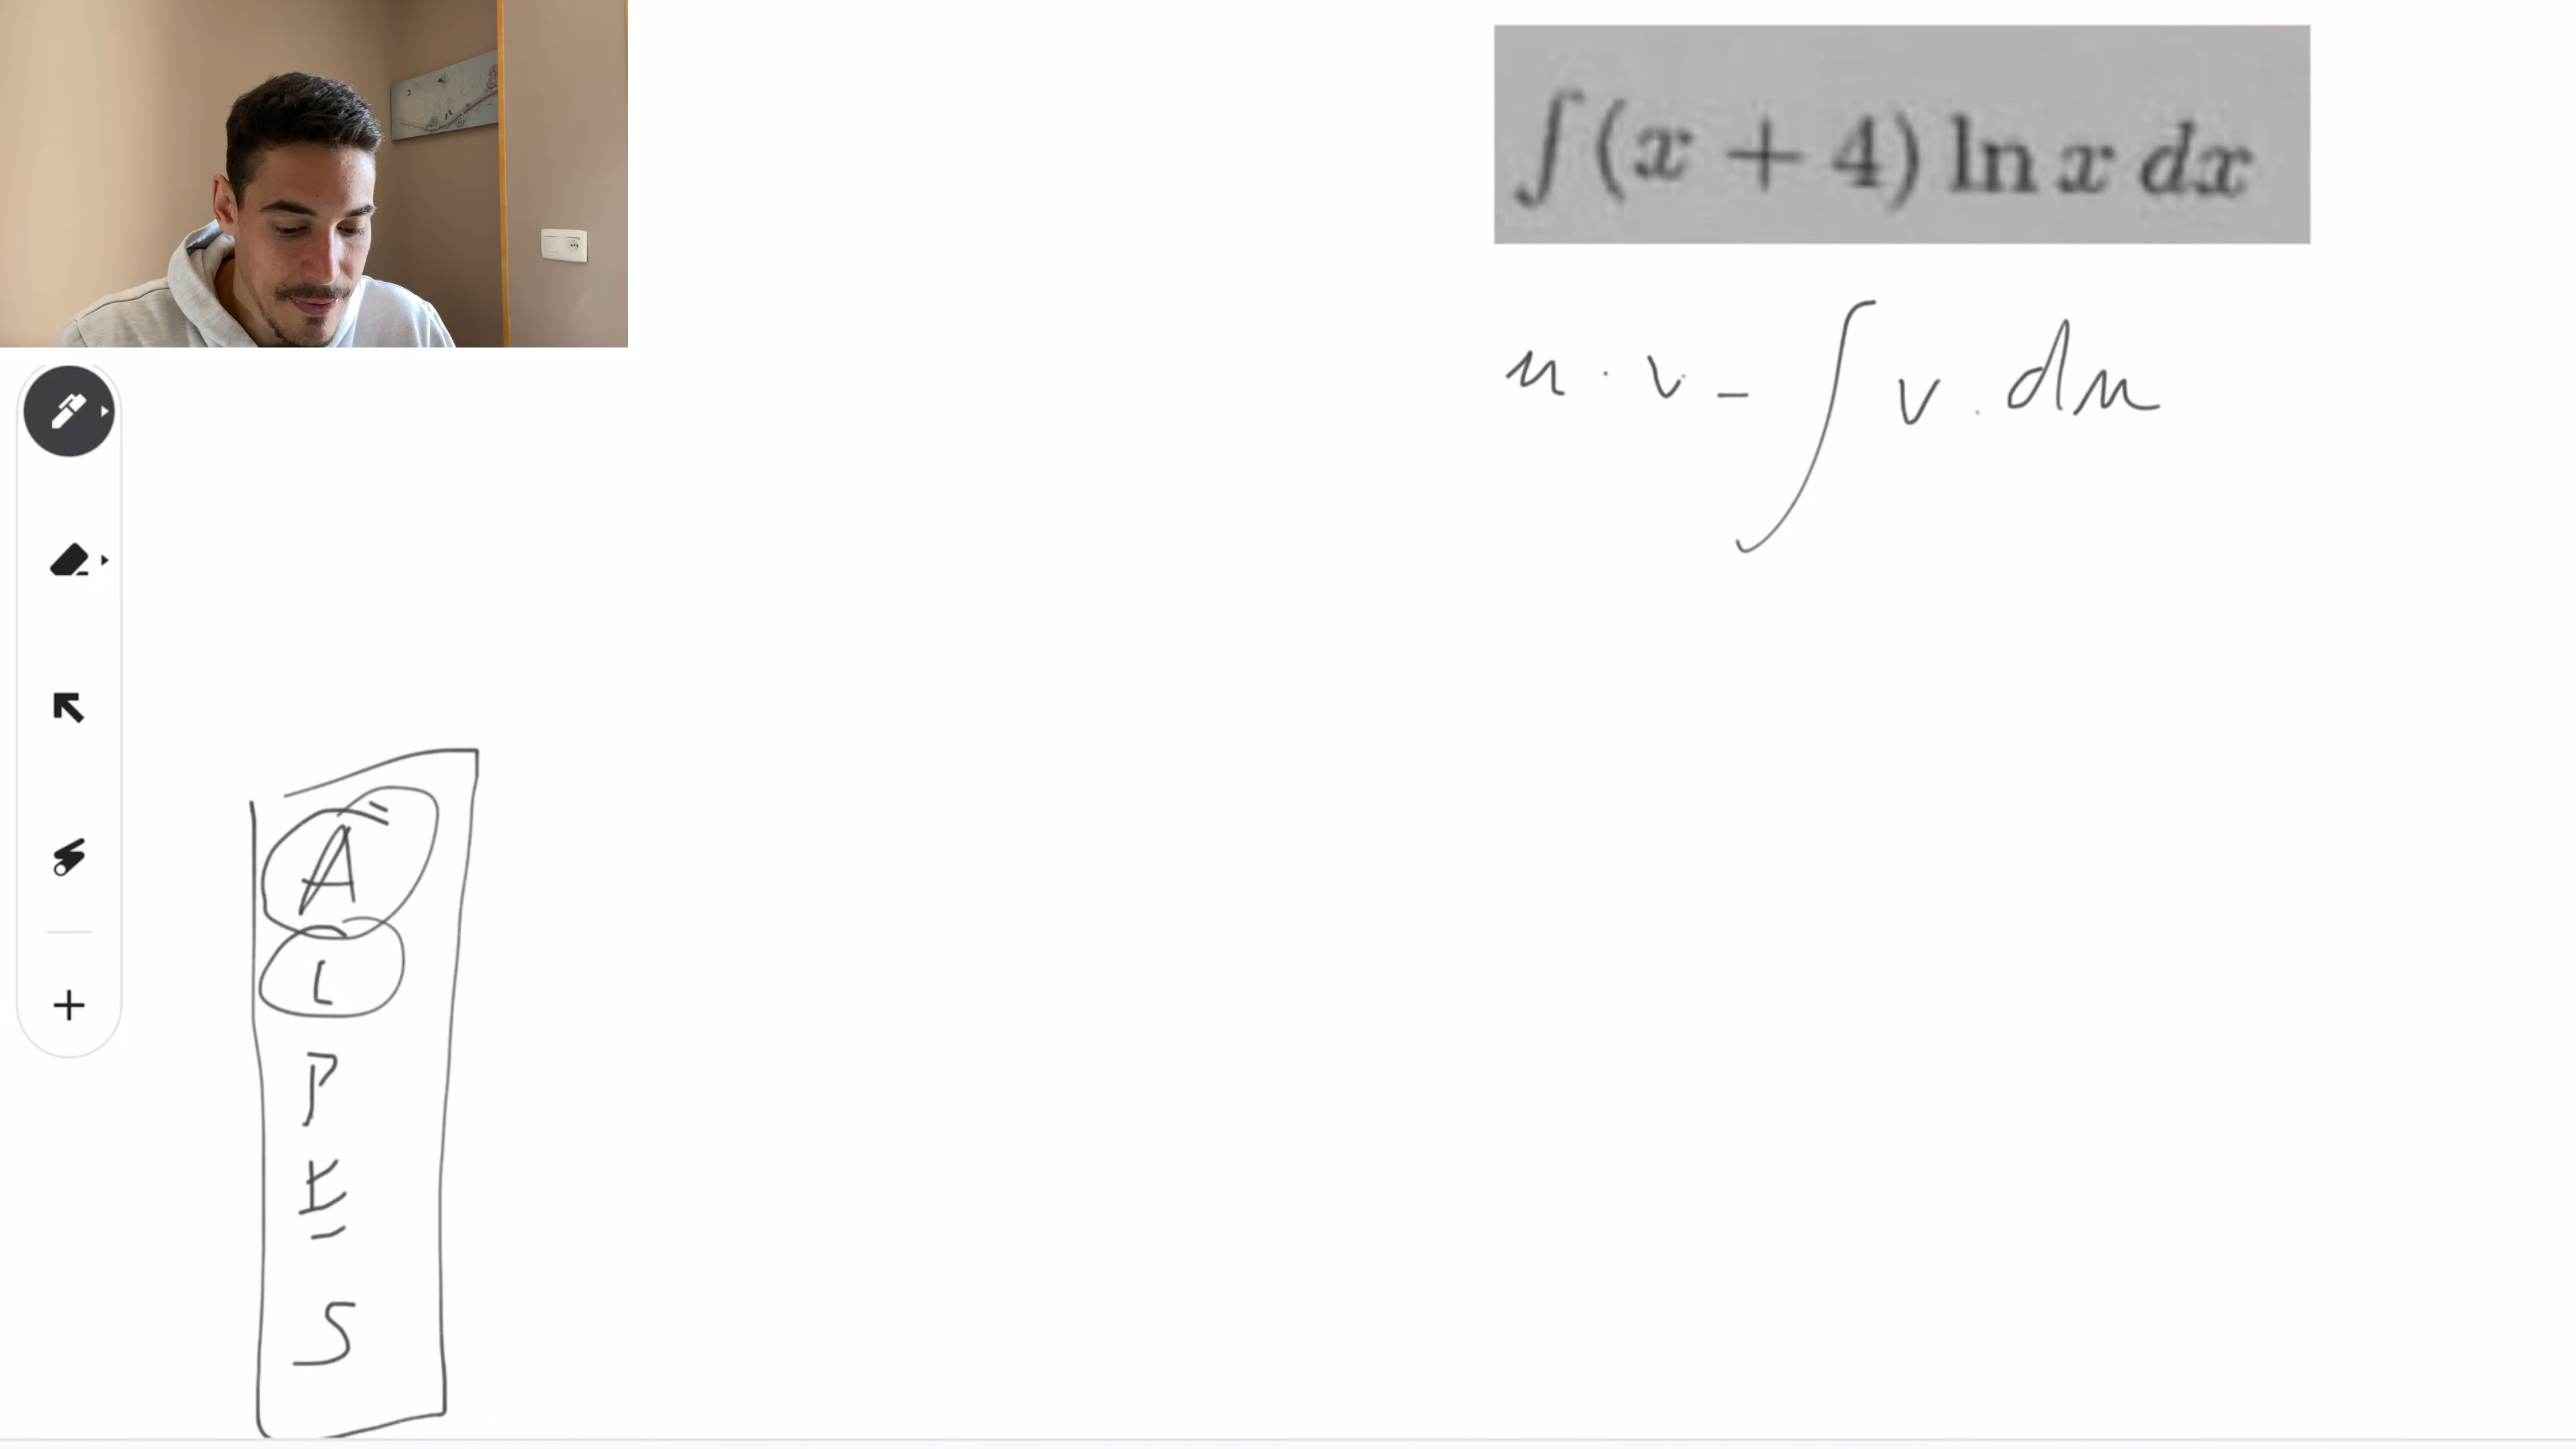 ∫(x + 4) ln x dx
u · v - ∫ v . du
A
L
P
E
S